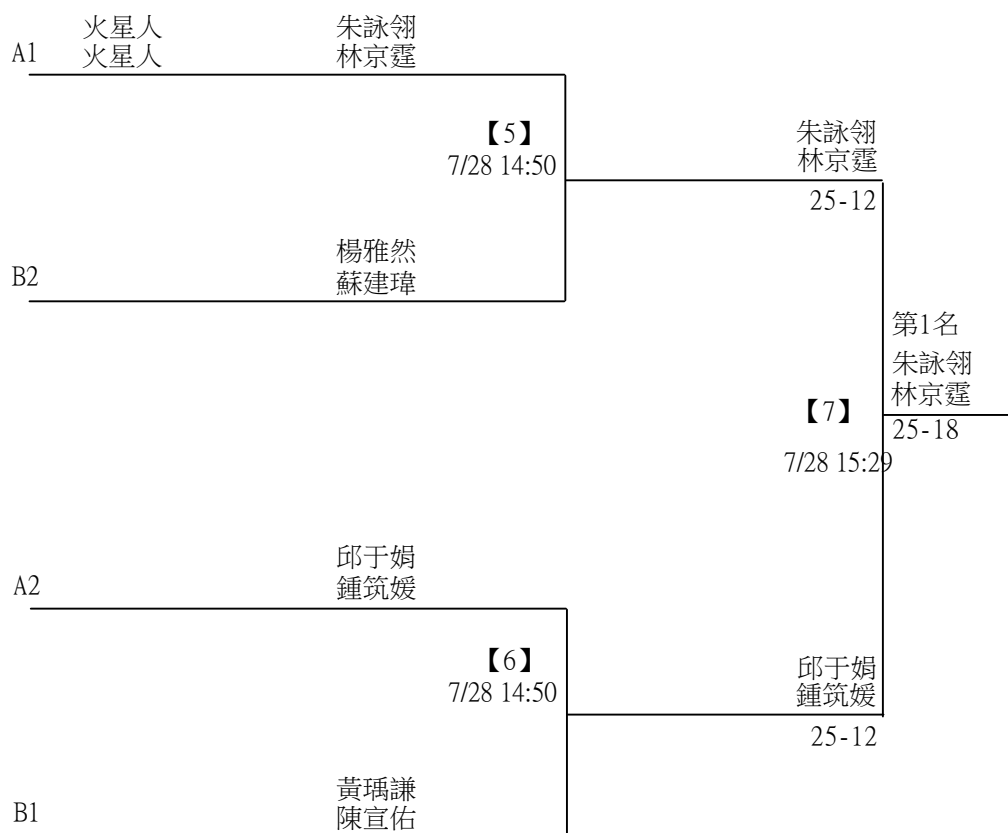 火星人 朱詠翎
A1 火星人 林京霆
【5】 朱詠翎
7/28 14:50 林京霆
25-12
楊雅然
B2 蘇建瑋
第1名
朱詠翎
林京霆
【7】
25-18
7/28 15:29
邱于娟
A2 鍾筑媛
【6】 邱于娟
7/28 14:50 鍾筑媛
25-12
黃瑀謙
B1 陳宣佑